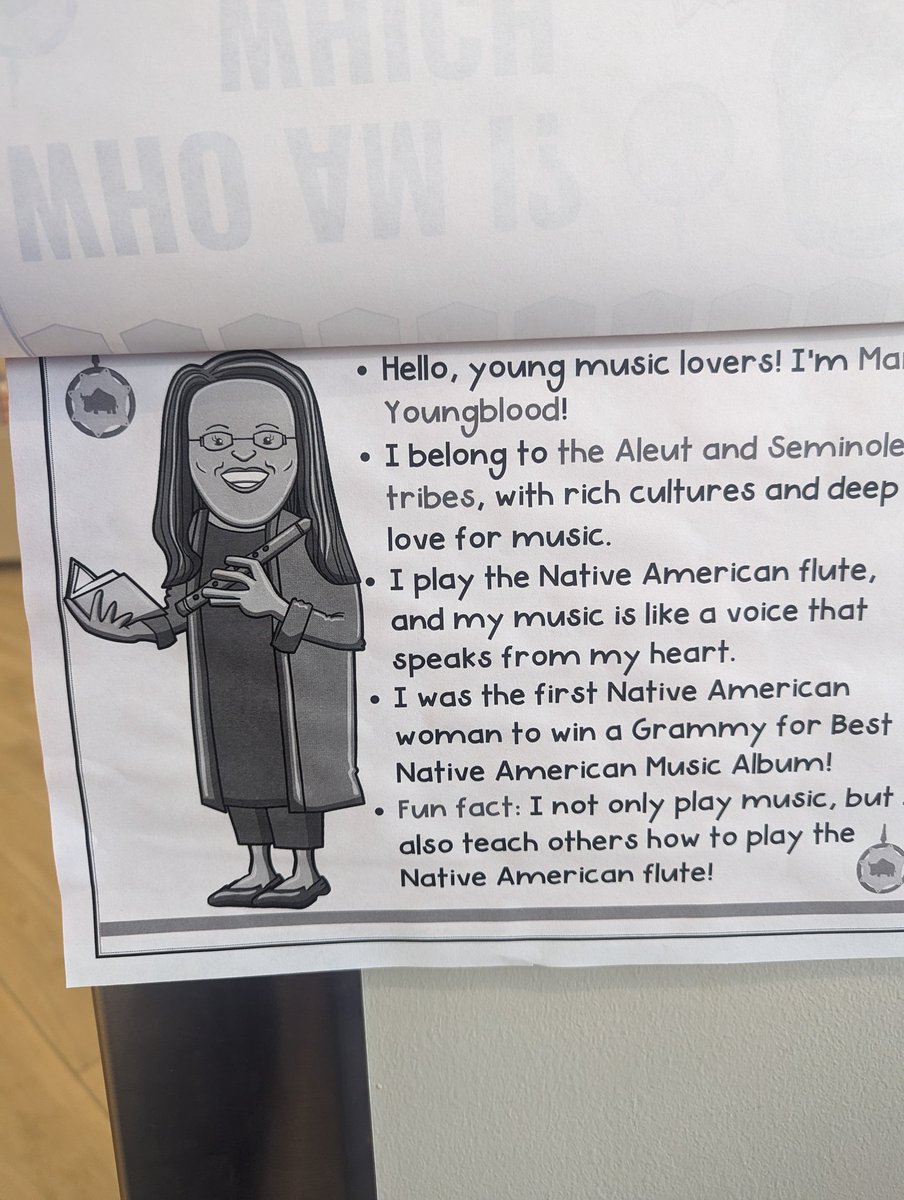 WHICH
WHO AM I?
• Hello, young music lovers! I'm Mar
Youngblood!
• I belong to the Aleut and Seminole
tribes, with rich cultures and deep
love for music.
• I play the Native American flute,
and my music is like a voice that
speaks from my heart.
• I was the first Native American
woman to win a Grammy for Best
Native American Music Album!
• Fun fact: I not only play music, but
also teach others how to play the
Native American flute!